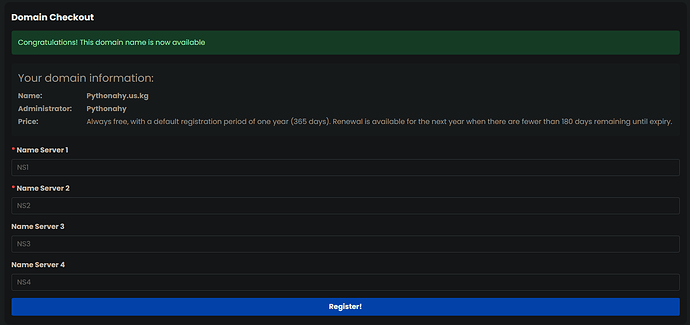 Domain Checkout
Congratulations! This domain name is now available
Your domain information:
Name: Pythonahy.us.kg
Administrator: Pythonahy
Price: Always free, with a default registration period of one year (365 days). Renewal is available for the next year when there are fewer than 180 days remaining until expiry.
* Name Server 1
NS1
* Name Server 2
NS2
Name Server 3
NS3
Name Server 4
NS4
Register!